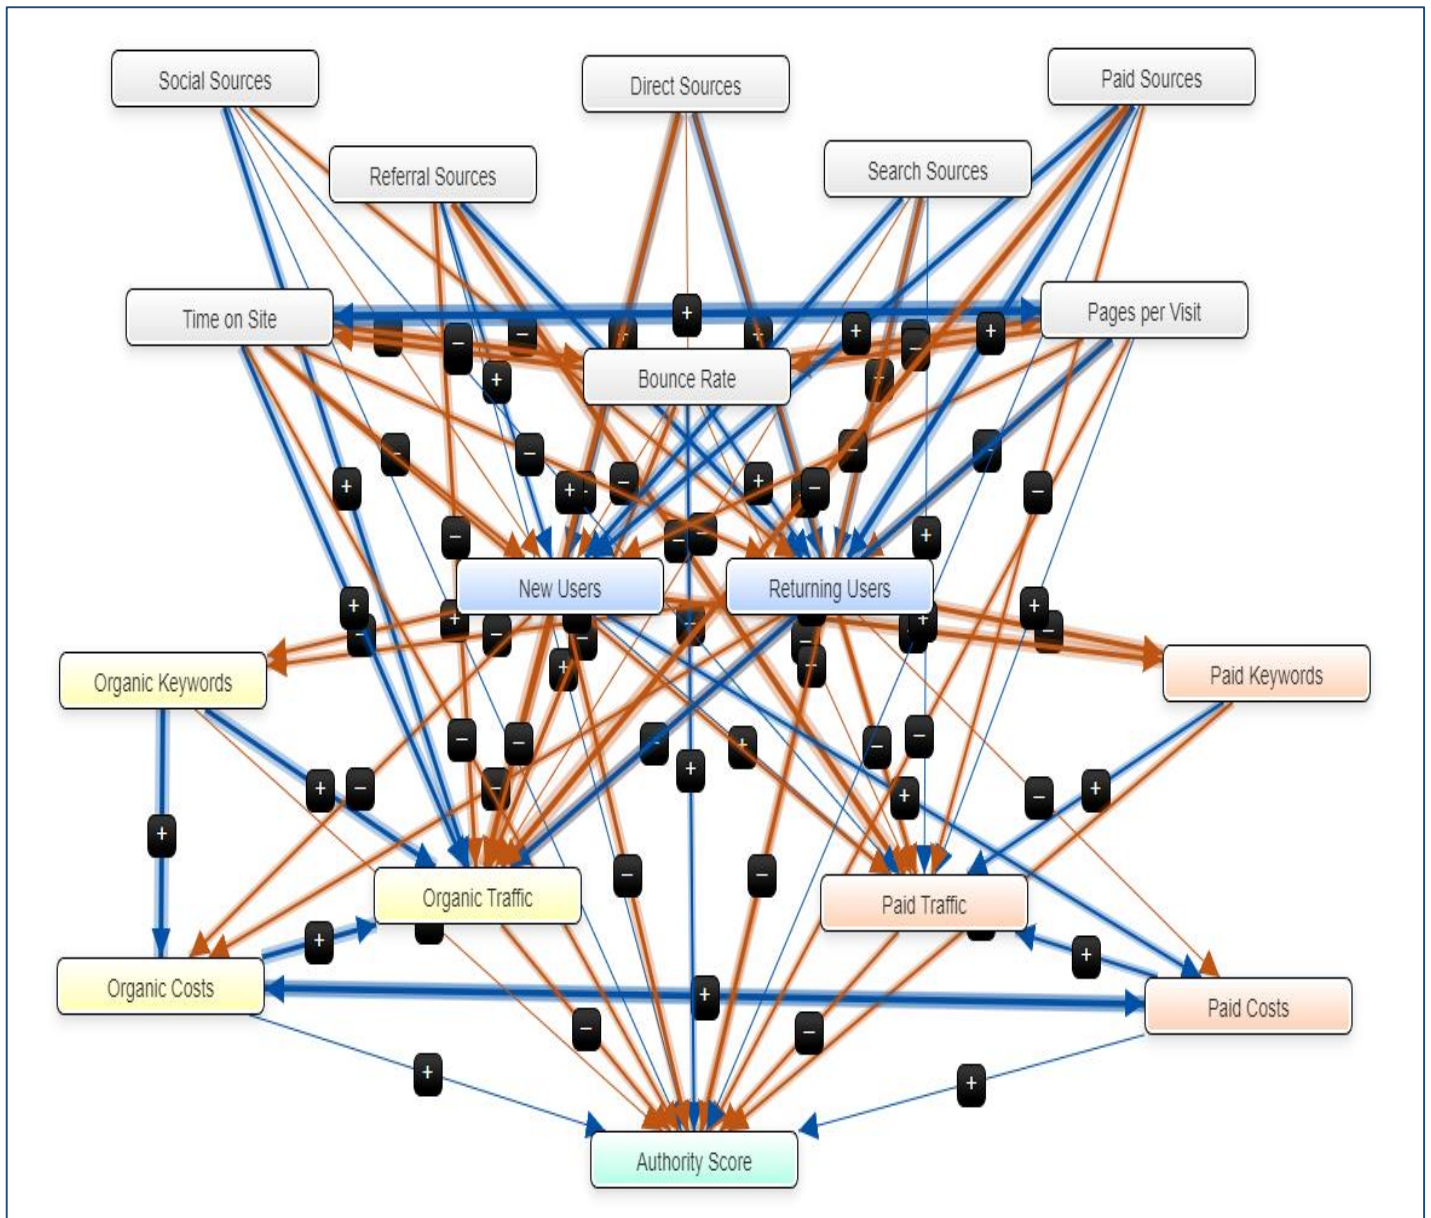 Social Sources
Direct Sources
Paid Sources
Referral Sources
Search Sources
Time on Site
Pages per Visit
Bounce Rate
New Users
Returning Users
Organic Keywords
Paid Keywords
Organic Traffic
Paid Traffic
Organic Costs
Paid Costs
Authority Score